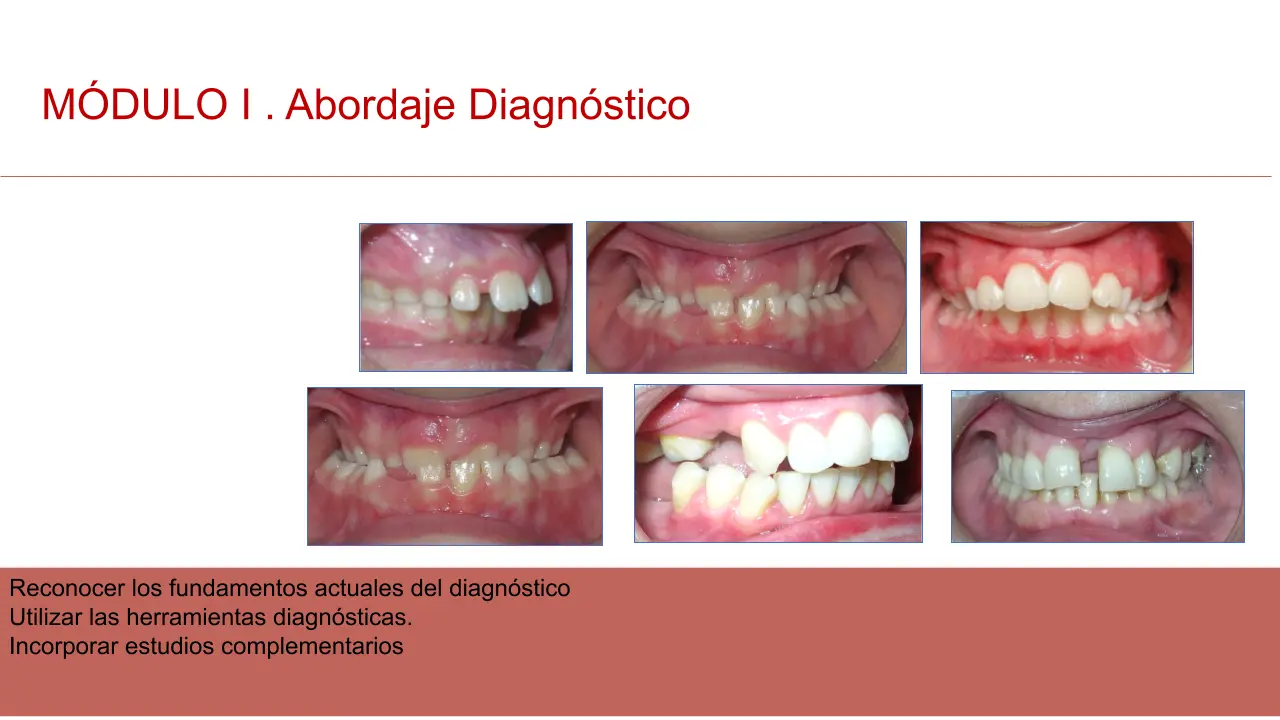 MÓDULO I . Abordaje Diagnóstico
Reconocer los fundamentos actuales del diagnóstico
Utilizar las herramientas diagnósticas.
Incorporar estudios complementarios